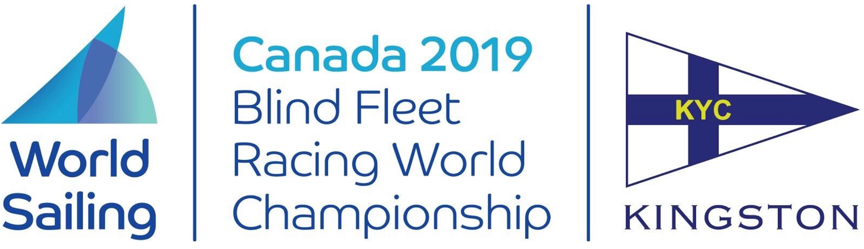 World
Sailing
Canada 2019
Blind Fleet
Racing World
Championship
KYC
KINGSTON